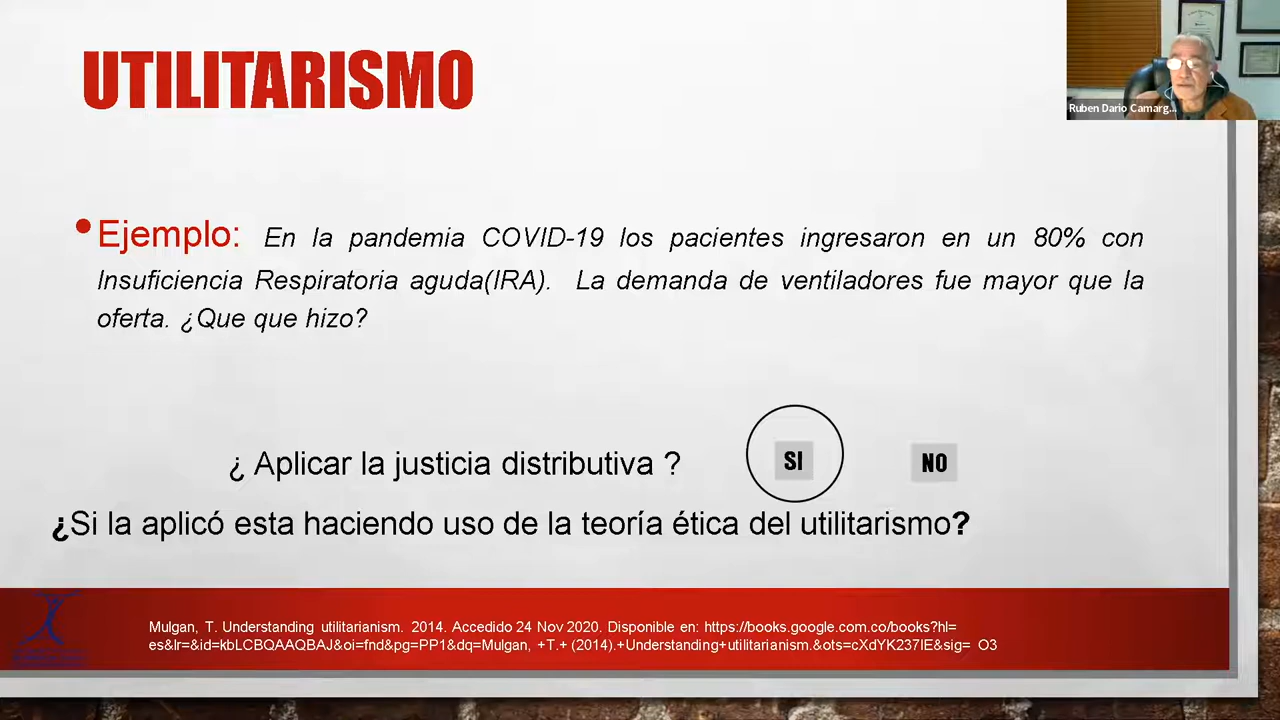 UTILITARISMO
Ruben Dario Camarg...
• Ejemplo: En la pandemia COVID-19 los pacientes ingresaron en un 80% con
Insuficiencia Respiratoria aguda(IRA). La demanda de ventiladores fue mayor que la
oferta. ¿Que que hizo?
¿ Aplicar la justicia distributiva ? SI NO
¿Si la aplicó esta haciendo uso de la teoría ética del utilitarismo?
Mulgan, T. Understanding utilitarianism. 2014. Accedido 24 Nov 2020. Disponible en: https://books.google.com.co/books?hl=
es&lr=&id=kbLCBQAAQBAJ&oi=fnd&pg=PP1&dq=Mulgan, +T.+ (2014).+Understanding+utilitarianism.&ots=cXdYK237IE&sig= O3